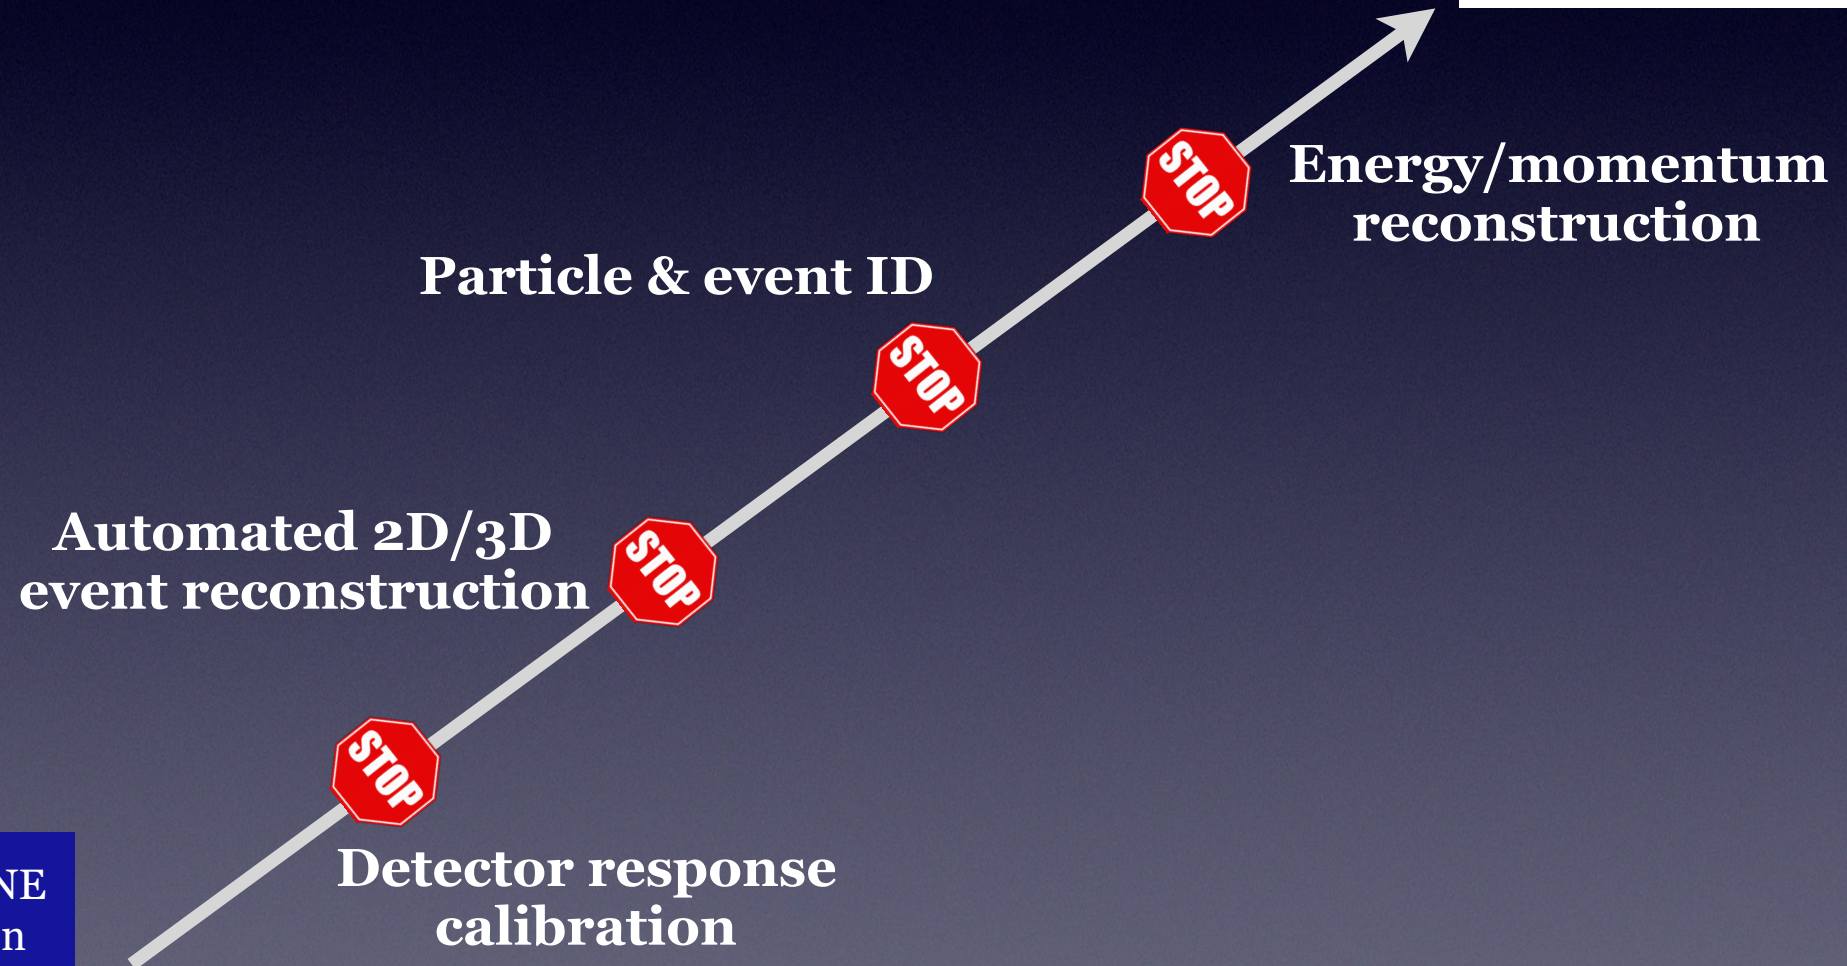 STOP
Energy/momentum
reconstruction
Particle & event ID
STOP
Automated 2D/3D
event reconstruction
STOP
STOP
Detector response
calibration